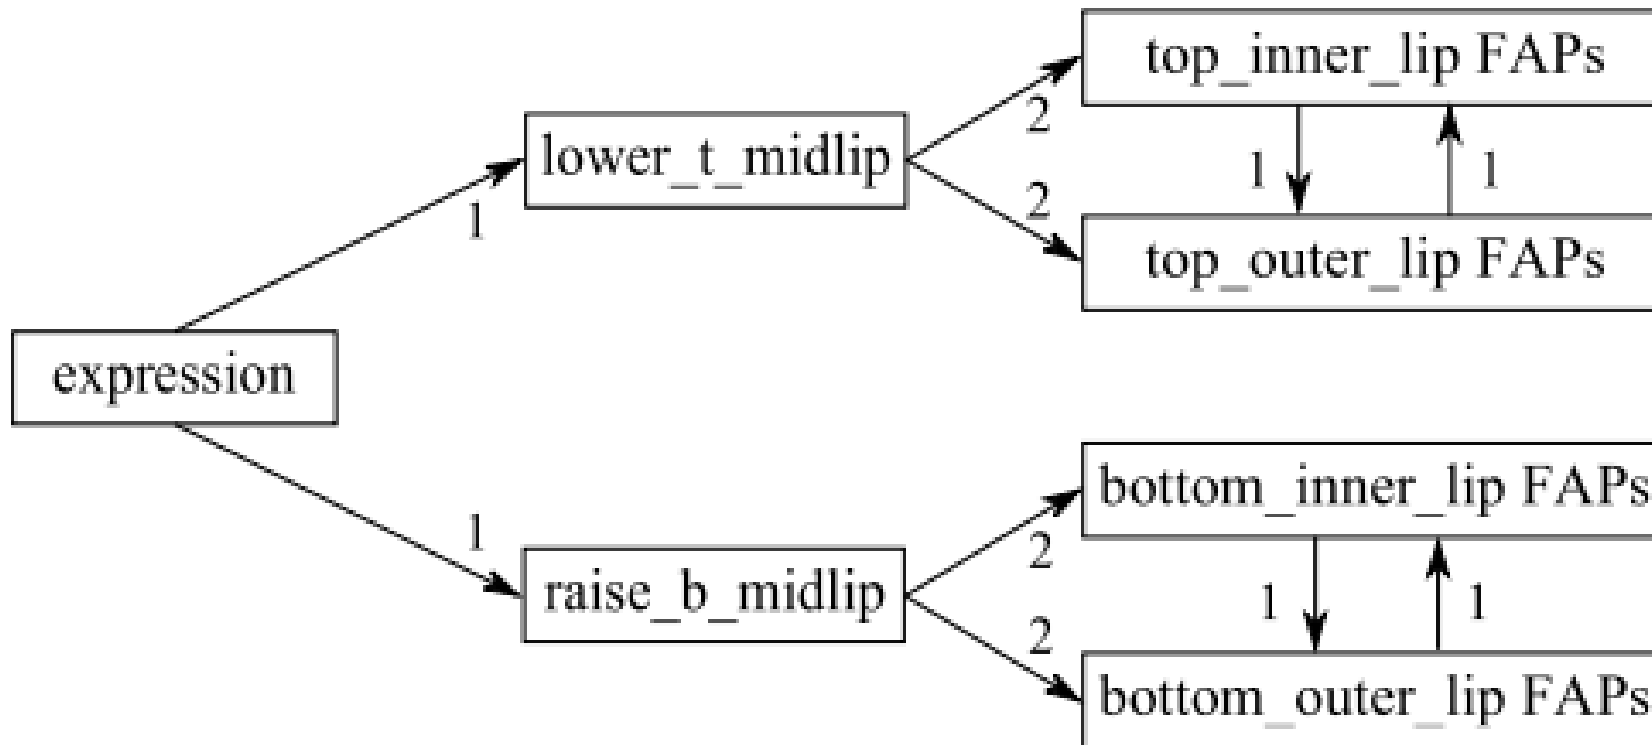 top_inner_lip FAPs
2
lower_t_midlip
1
1
2
1
top_outer_lip FAPs
expression
bottom_inner_lip FAPs
1
2
raise_b_midlip
1
1
2
bottom_outer_lip FAPs